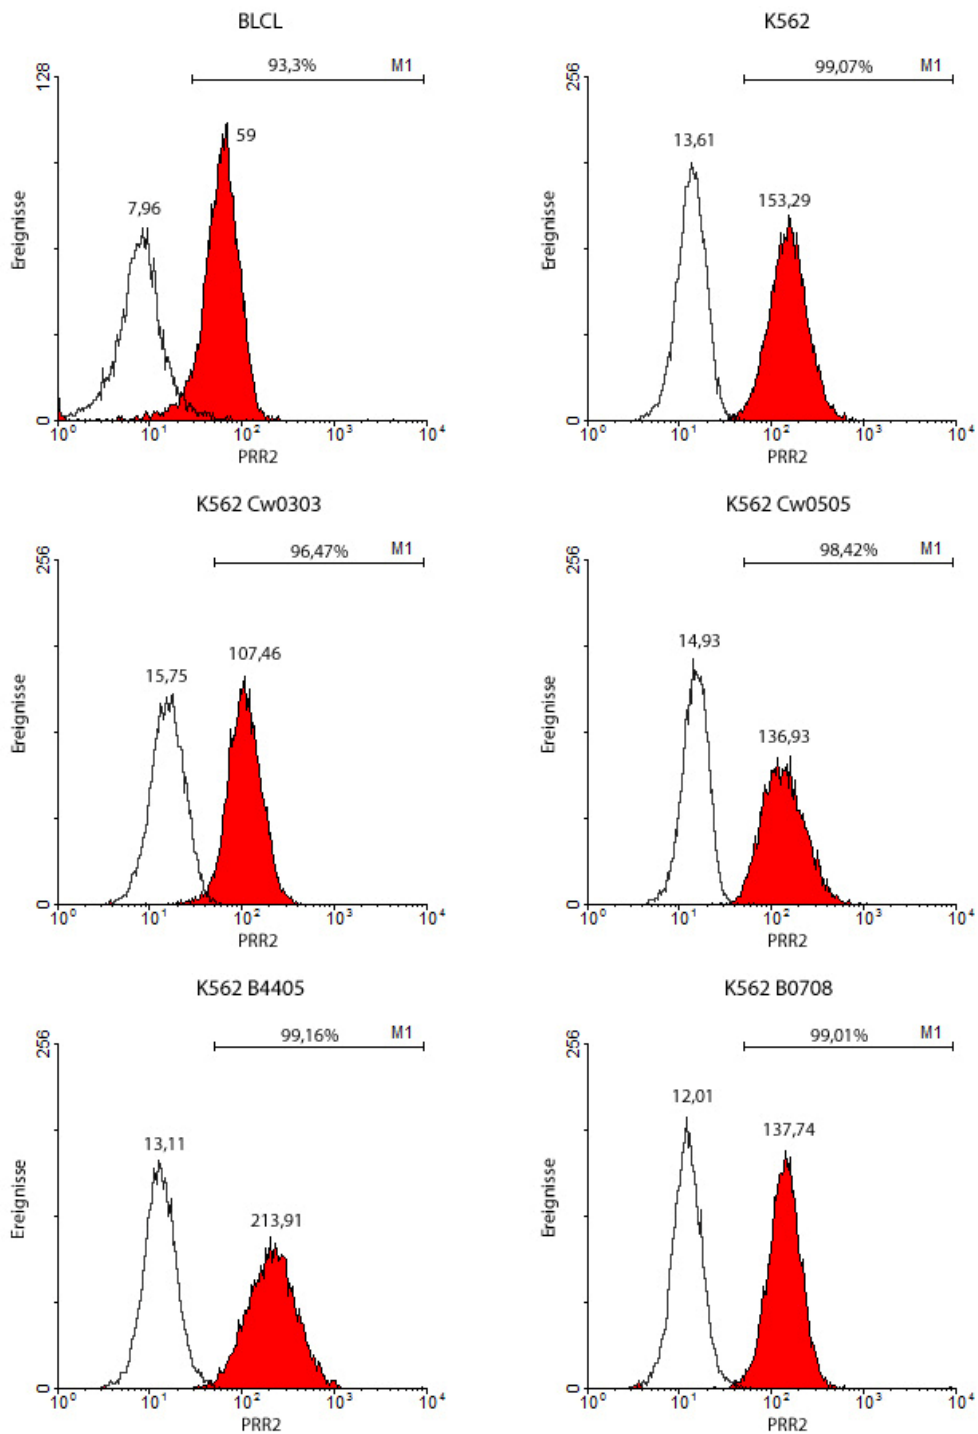 BLCL
93,3% M1
128
59
7,96
Ereignisse
0
10⁰ 10¹ 10² 10³ 10⁴
PRR2
K562
99,07% M1
256
13,61
153,29
Ereignisse
0
10⁰ 10¹ 10² 10³ 10⁴
PRR2
K562 Cw0303
96,47% M1
256
107,46
15,75
Ereignisse
0
10⁰ 10¹ 10² 10³ 10⁴
PRR2
K562 Cw0505
98,42% M1
256
14,93
136,93
Ereignisse
0
10⁰ 10¹ 10² 10³ 10⁴
PRR2
K562 B4405
99,16% M1
256
13,11
213,91
Ereignisse
0
10⁰ 10¹ 10² 10³ 10⁴
PRR2
K562 B0708
99,01% M1
256
12,01
137,74
Ereignisse
0
10⁰ 10¹ 10² 10³ 10⁴
PRR2